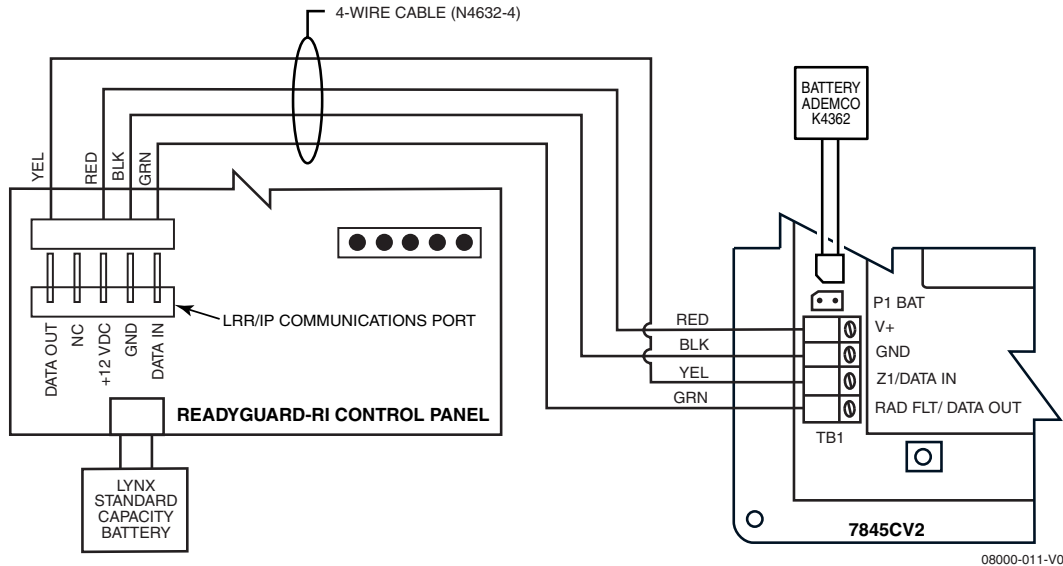 4-WIRE CABLE (N4632-4)
BATTERY
ADEMCO
K4362
YEL
RED
BLK
GRN
LRR/IP COMMUNICATIONS PORT
DATA OUT
NC
+12 VDC
GND
DATA IN
READYGUARD-RI CONTROL PANEL
LYNX
STANDARD
CAPACITY
BATTERY
RED
BLK
YEL
GRN
P1 BAT
V+
GND
Z1/DATA IN
RAD FLT/ DATA OUT
TB1
7845CV2
08000-011-V0